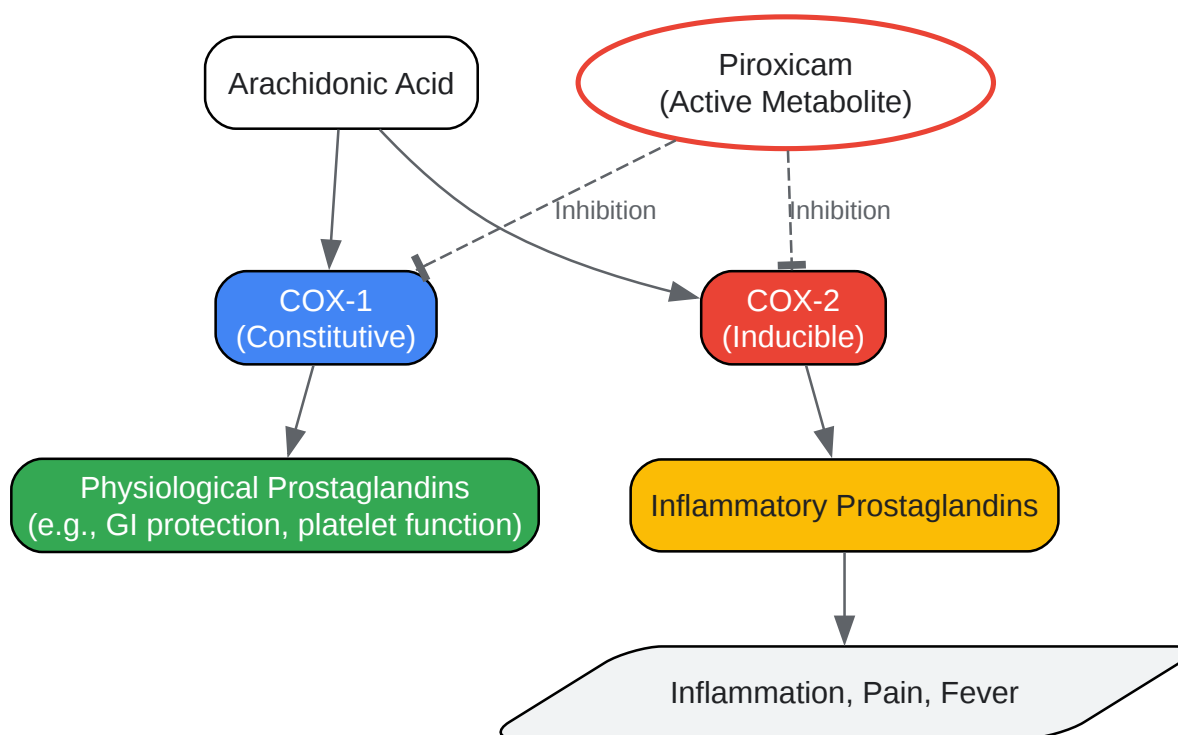 Arachidonic Acid
Piroxicam
(Active Metabolite)
Inhibition
Inhibition
COX-1
(Constitutive)
COX-2
(Inducible)
Physiological Prostaglandins
(e.g., GI protection, platelet function)
Inflammatory Prostaglandins
Inflammation, Pain, Fever